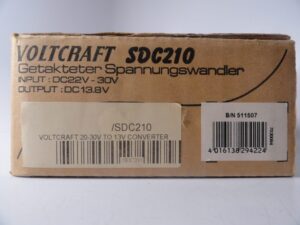 VOLTCRAFT SDC210
Getakteter Spannungswandler
INPUT : DC22V - 30V
OUTPUT : DC13.8V
/SDC210
VOLTCRAFT 20-30V TO 13V CONVERTER
B/N 511507
4 016138 294224